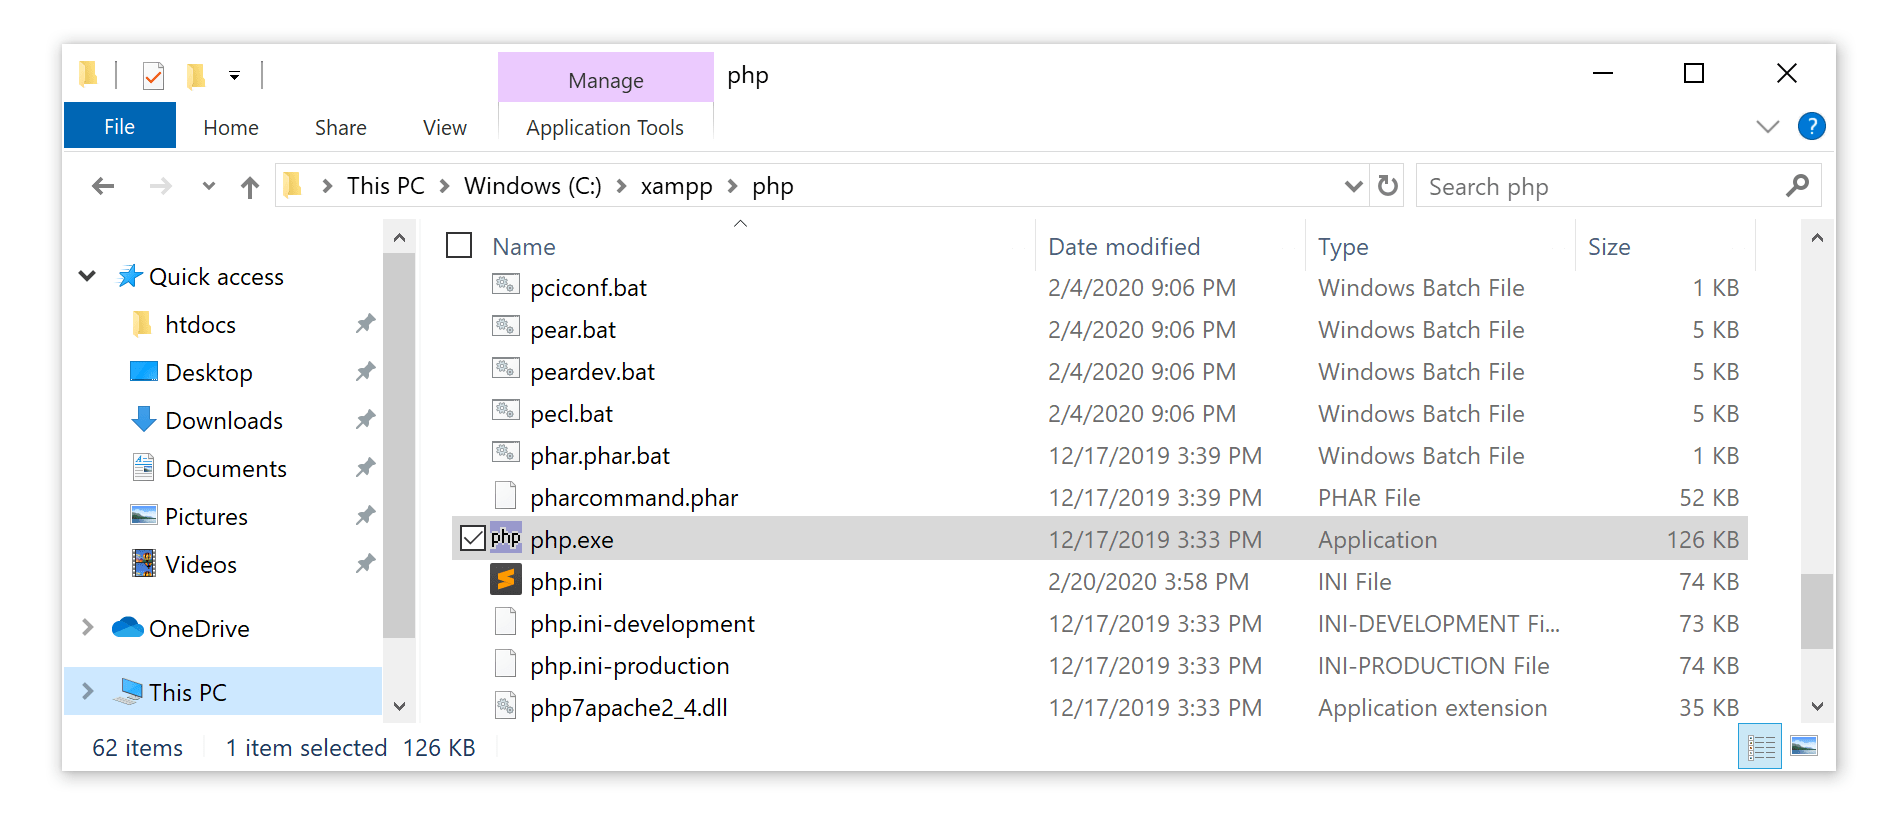 Manage php
File Home Share View Application Tools ?
This PC Windows (C:) xampp php Search php
Name Date modified Type Size
Quick access
htdocs
Desktop
Downloads
Documents
Pictures
Videos
OneDrive
This PC
pciconf.bat 2/4/2020 9:06 PM Windows Batch File 1 KB
pear.bat 2/4/2020 9:06 PM Windows Batch File 5 KB
peardev.bat 2/4/2020 9:06 PM Windows Batch File 5 KB
pecl.bat 2/4/2020 9:06 PM Windows Batch File 5 KB
phar.phar.bat 12/17/2019 3:39 PM Windows Batch File 1 KB
pharcommand.phar 12/17/2019 3:39 PM PHAR File 52 KB
php php.exe 12/17/2019 3:33 PM Application 126 KB
php.ini 2/20/2020 3:58 PM INI File 74 KB
php.ini-development 12/17/2019 3:33 PM INI-DEVELOPMENT Fi... 73 KB
php.ini-production 12/17/2019 3:33 PM INI-PRODUCTION File 74 KB
php7apache2_4.dll 12/17/2019 3:33 PM Application extension 35 KB
62 items 1 item selected 126 KB